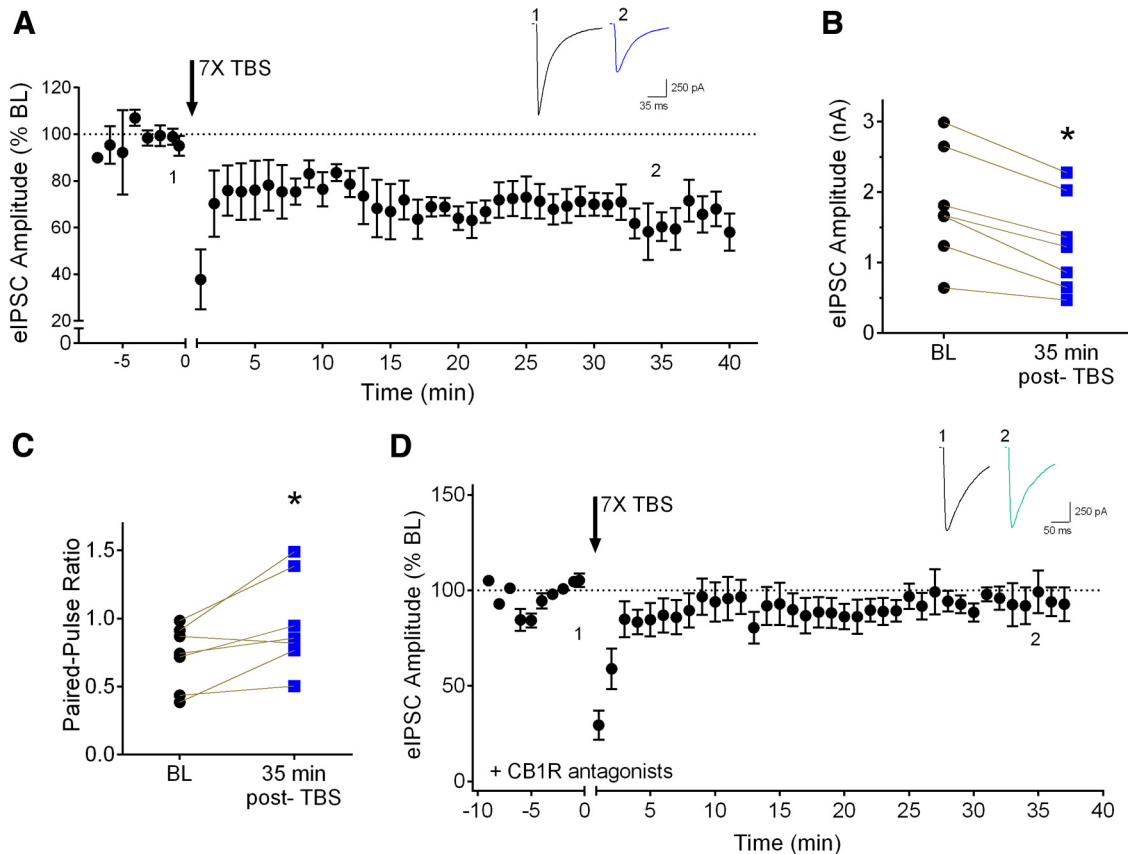 A
7X TBS
1
2
250 pA
35 ms
eIPSC Amplitude (% BL)
120
100
80
60
40
20
0
1
2
-5
0
5
10
15
20
25
30
35
40
Time (min)
B
eIPSC Amplitude (nA)
*
3
2
1
0
BL
35 min
post- TBS
C
Paired-Pulse Ratio
*
1.5
1.0
0.5
0.0
BL
35 min
post- TBS
D
7X TBS
1
2
250 pA
50 ms
eIPSC Amplitude (% BL)
150
100
50
0
1
2
+ CB1R antagonists
-10
-5
0
5
10
15
20
25
30
35
40
Time (min)